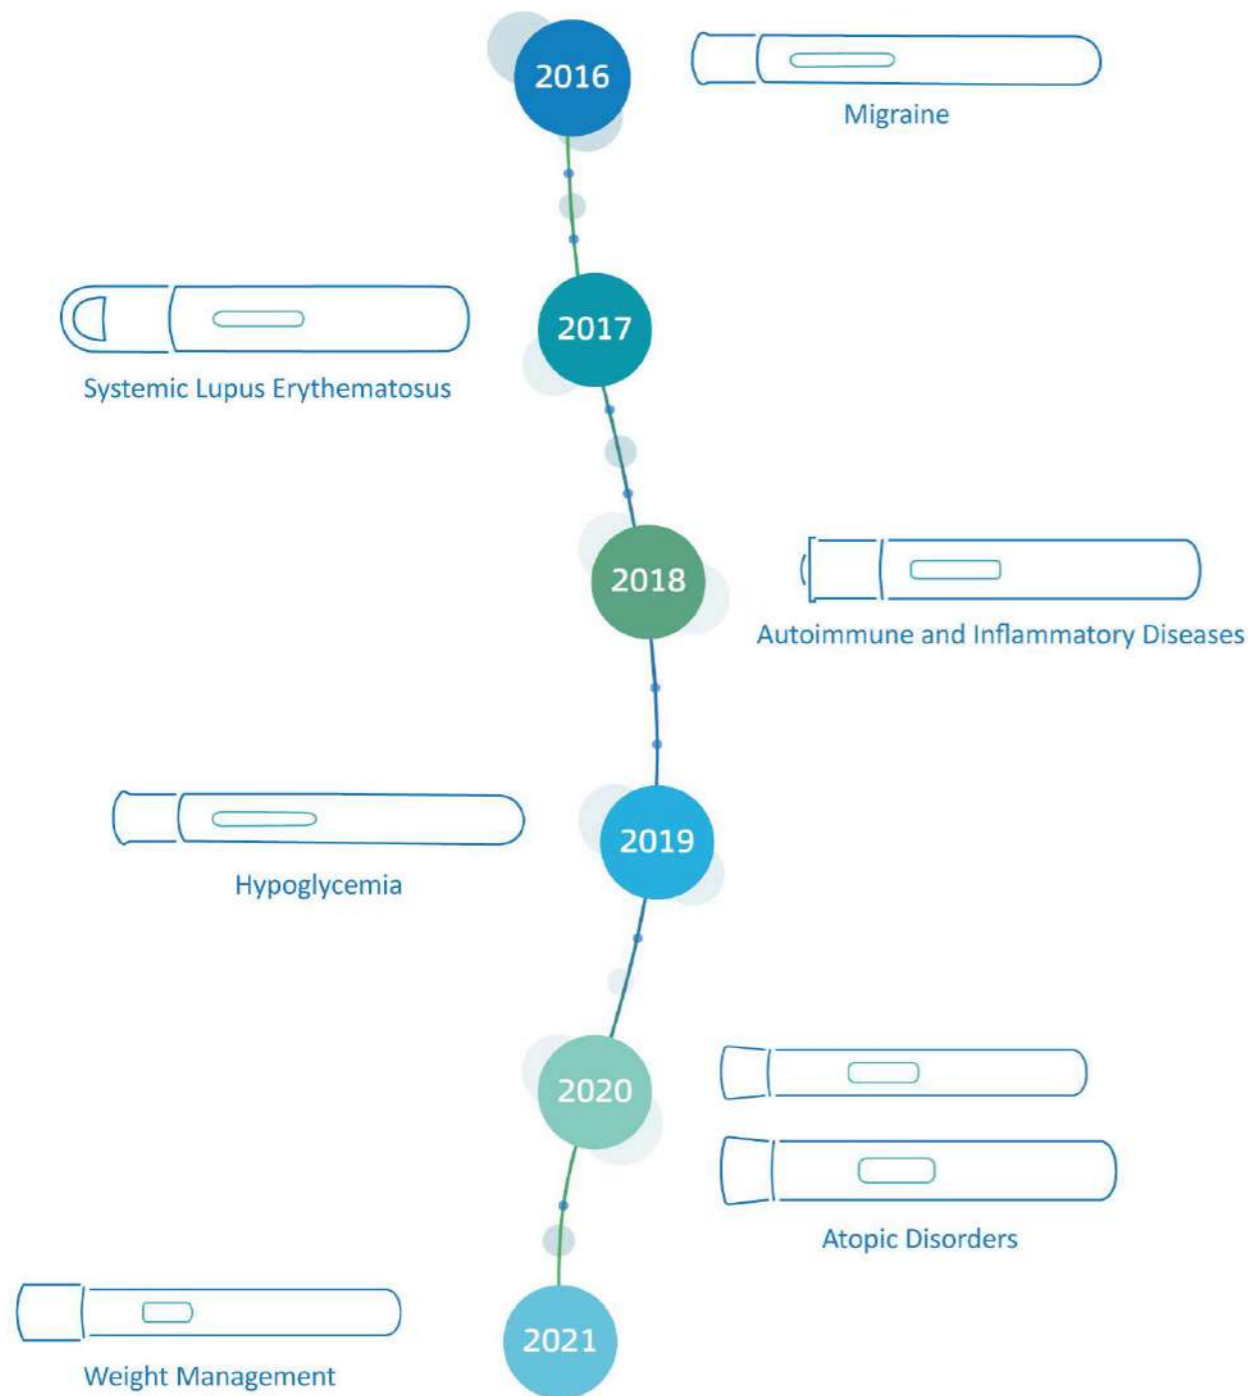 2016
Migraine
2017
Systemic Lupus Erythematosus
2018
Autoimmune and Inflammatory Diseases
2019
Hypoglycemia
2020
Atopic Disorders
2021
Weight Management